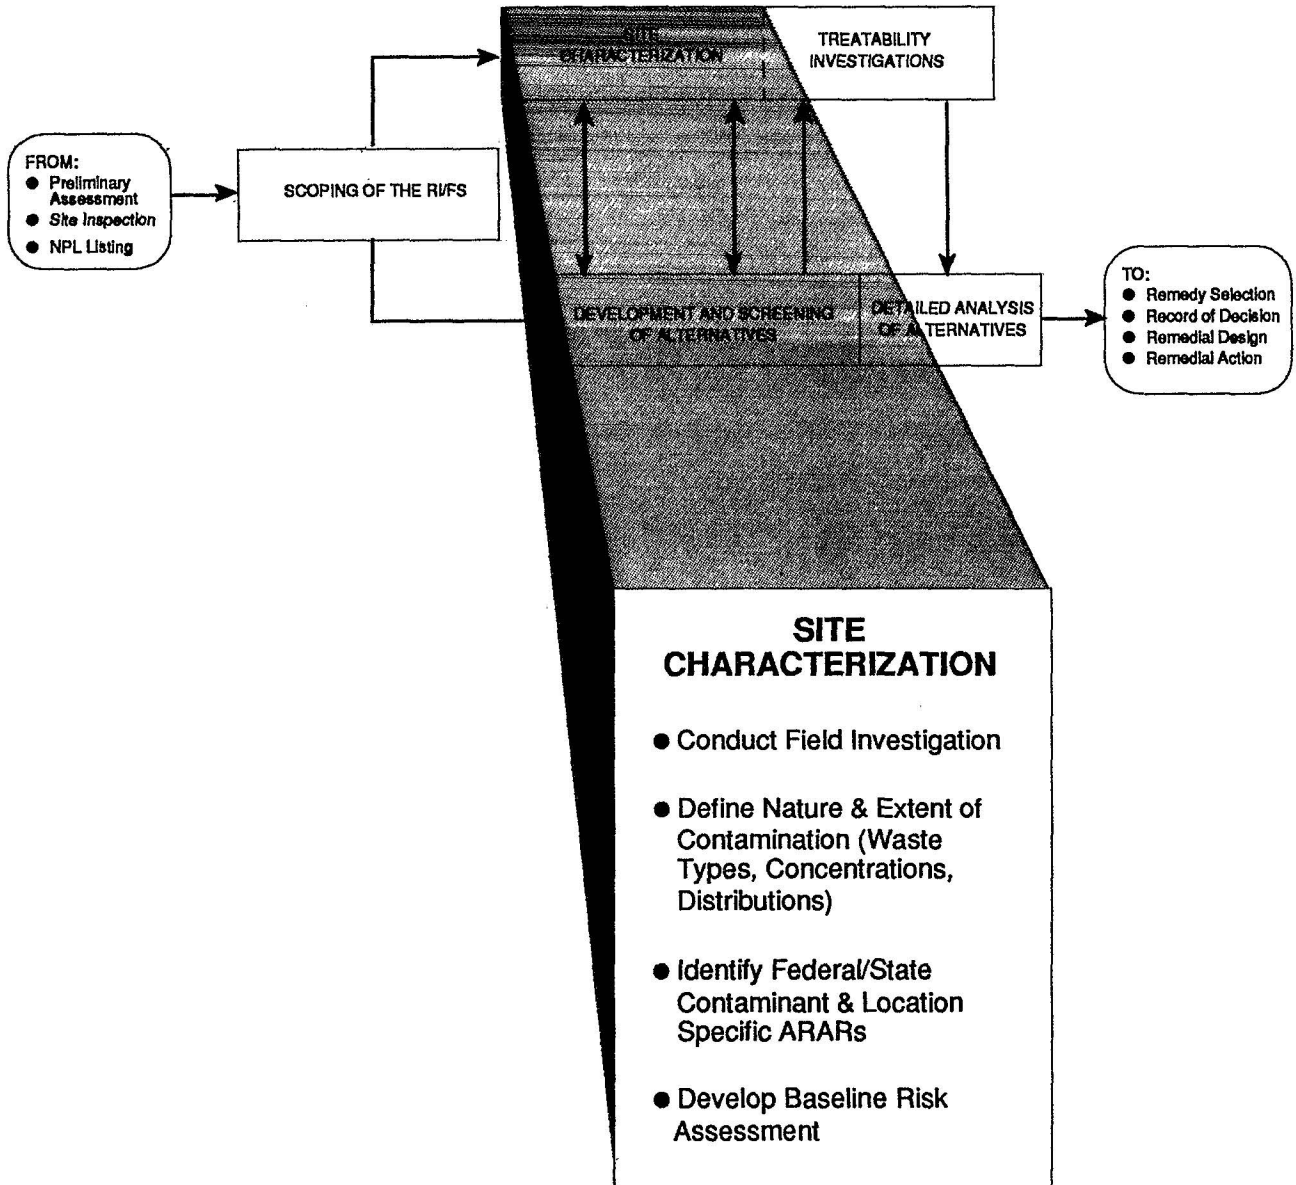 SITE
CHARACTERIZATION
TREATABILITY
INVESTIGATIONS
FROM:
● Preliminary
Assessment
● Site Inspection
● NPL Listing
SCOPING OF THE RI/FS
DEVELOPMENT AND SCREENING
OF ALTERNATIVES
DETAILED ANALYSIS
OF ALTERNATIVES
TO:
● Remedy Selection
● Record of Decision
● Remedial Design
● Remedial Action
SITE
CHARACTERIZATION
● Conduct Field Investigation
● Define Nature & Extent of
Contamination (Waste
Types, Concentrations,
Distributions)
● Identify Federal/State
Contaminant & Location
Specific ARARs
● Develop Baseline Risk
Assessment